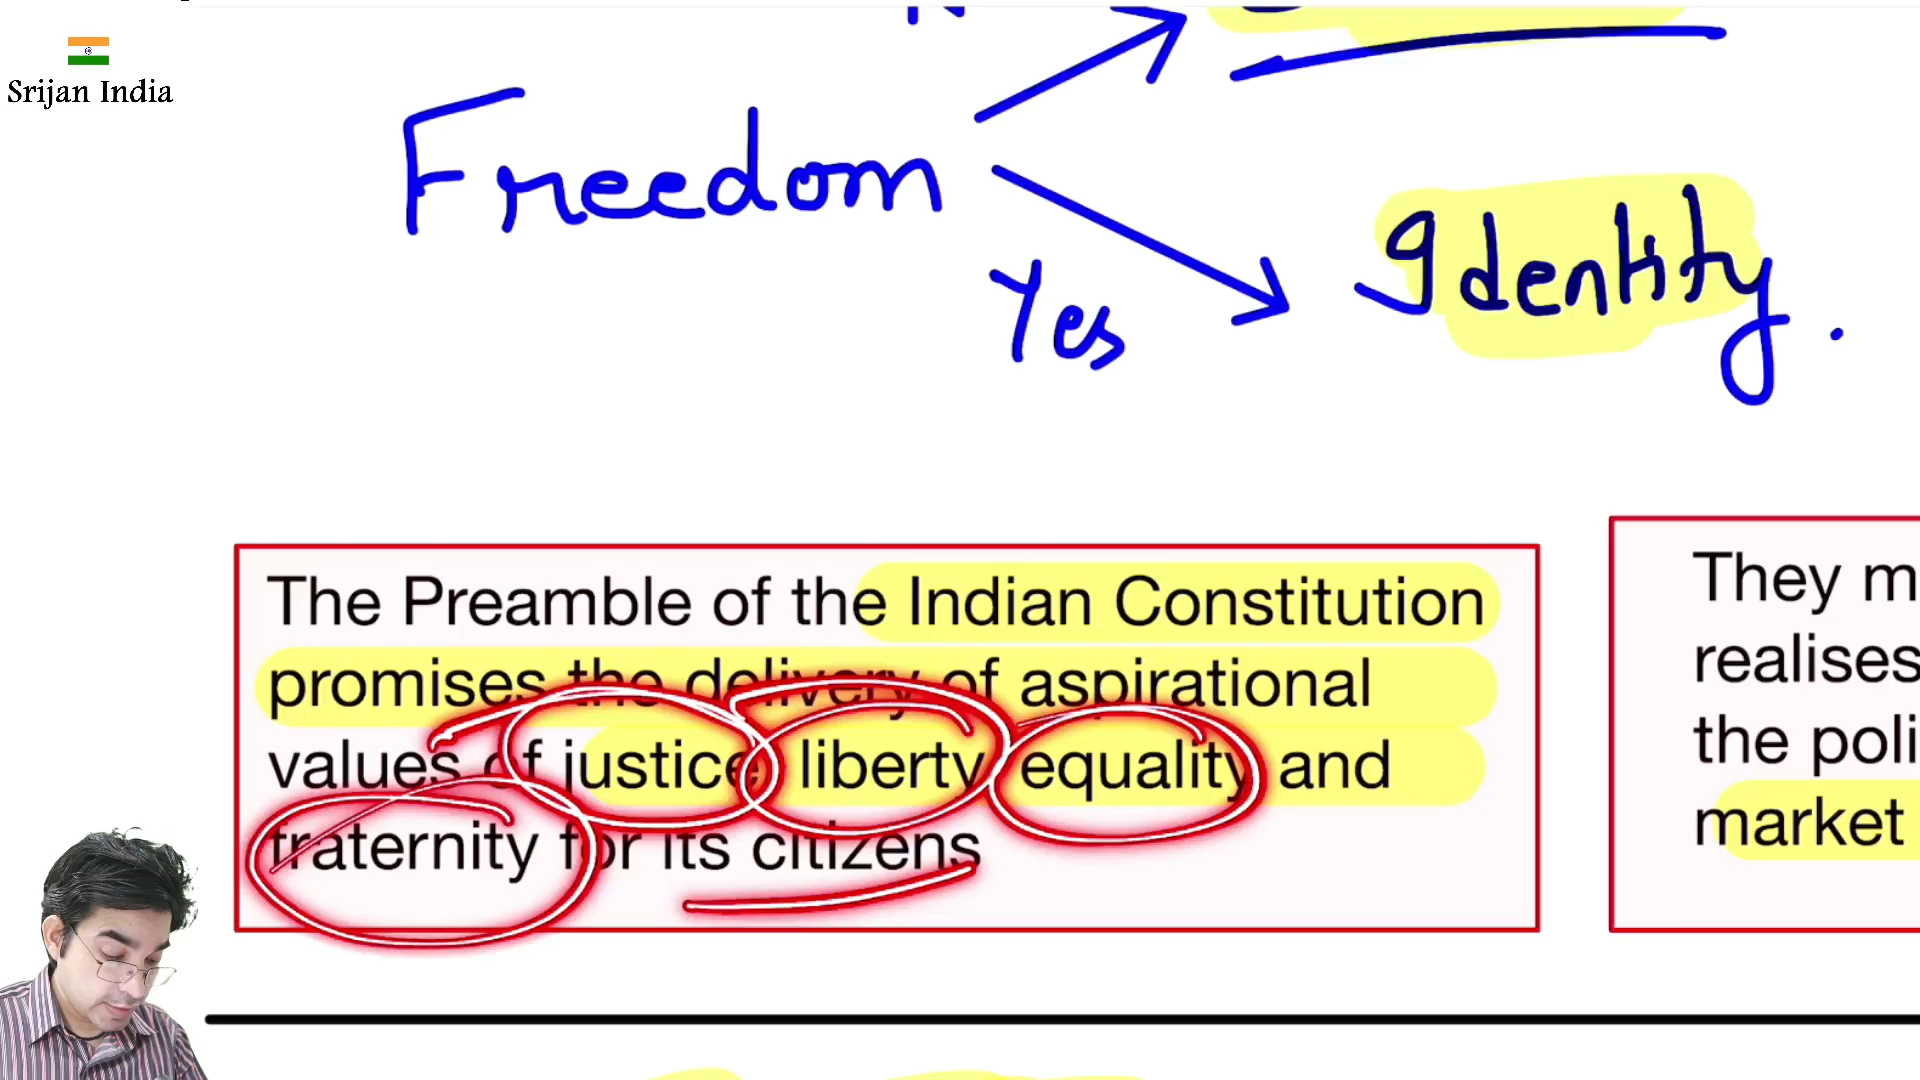 Srijan India
Freedom
Yes
Identity.
The Preamble of the Indian Constitution
promises the delivery of aspirational
values of justice, liberty, equality and
fraternity for its citizens
They m
realises
the poli
market